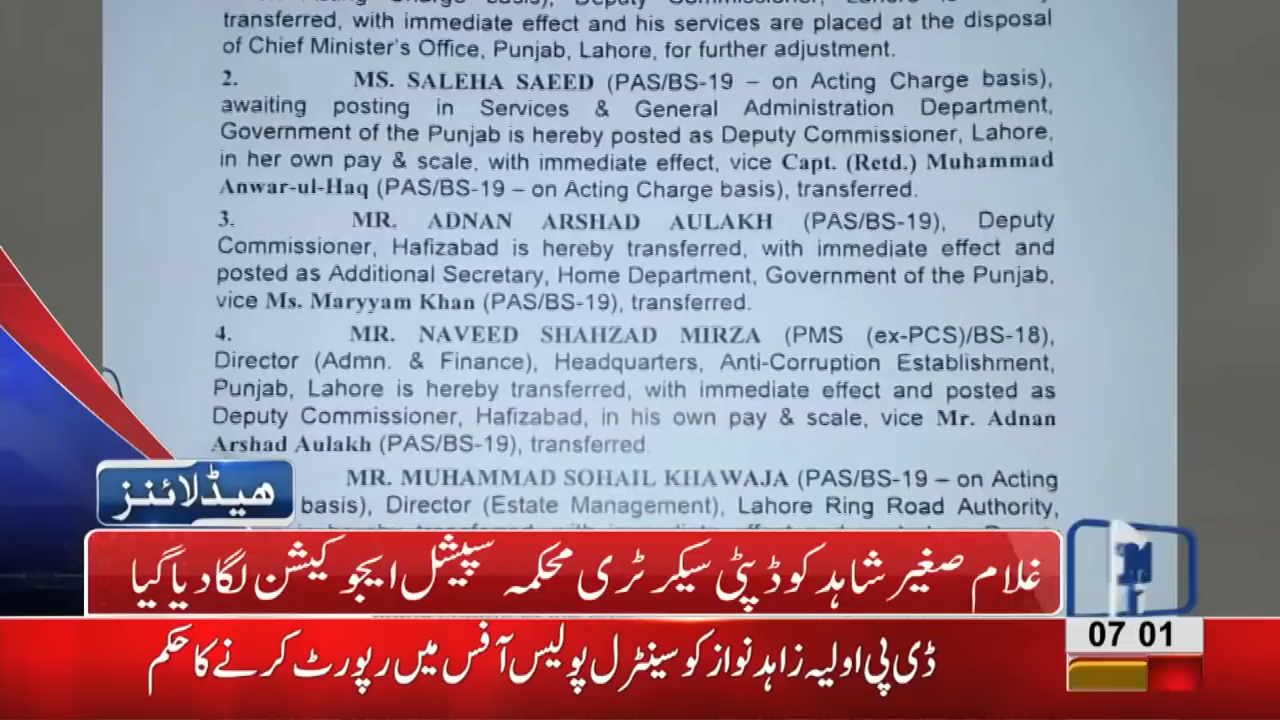 transferred, with immediate effect and his services are placed at the disposal
of Chief Minister's Office, Punjab, Lahore, for further adjustment.
2. MS. SALEHA SAEED (PAS/BS-19 – on Acting Charge basis),
awaiting posting in Services & General Administration Department,
Government of the Punjab is hereby posted as Deputy Commissioner, Lahore,
in her own pay & scale, with immediate effect, vice Capt. (Retd.) Muhammad
Anwar-ul-Haq (PAS/BS-19 – on Acting Charge basis), transferred.
3. MR. ADNAN ARSHAD AULAKH (PAS/BS-19), Deputy
Commissioner, Hafizabad is hereby transferred, with immediate effect and
posted as Additional Secretary, Home Department, Government of the Punjab,
vice Ms. Maryyam Khan (PAS/BS-19), transferred.
4. MR. NAVEED SHAHZAD MIRZA (PMS (ex-PCS)/BS-18),
Director (Admn. & Finance), Headquarters, Anti-Corruption Establishment,
Punjab, Lahore is hereby transferred, with immediate effect and posted as
Deputy Commissioner, Hafizabad, in his own pay & scale, vice Mr. Adnan
Arshad Aulakh (PAS/BS-19), transferred.
MR. MUHAMMAD SOHAIL KHAWAJA (PAS/BS-19 – on Acting
basis), Director (Estate Management), Lahore Ring Road Authority,
ہیڈلائنز
غلام صغیر شاہد کو ڈپٹی سیکرٹری محکمہ سپیشل ایجوکیشن لگا دیا گیا
07 01
ڈی پی او لیہ زاہد نواز کو سینٹرل پولیس آفس میں رپورٹ کرنے کا حکم